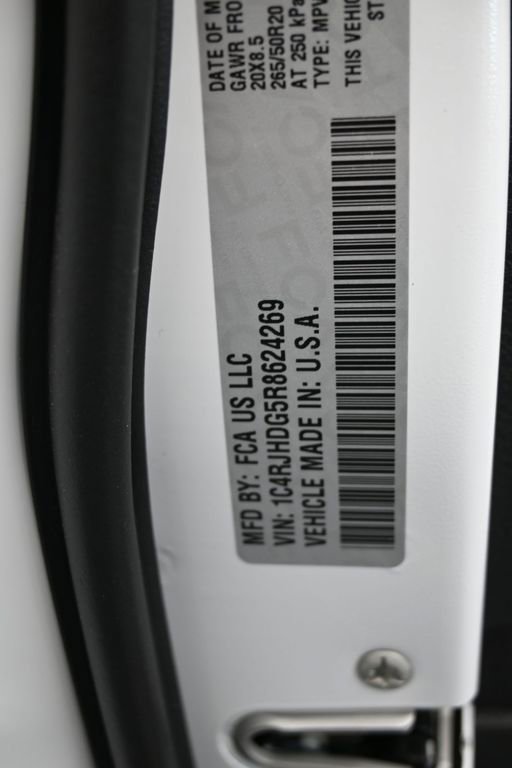 MFD BY: FCA US LLC
DATE OF M
VIN: 1C4RJHDG5R8624269
GAWR FRO
VEHICLE MADE IN: U.S.A.
20X8.5
265/50R20
AT 250 kPa
TYPE: MPV
THIS VEHIC
ST